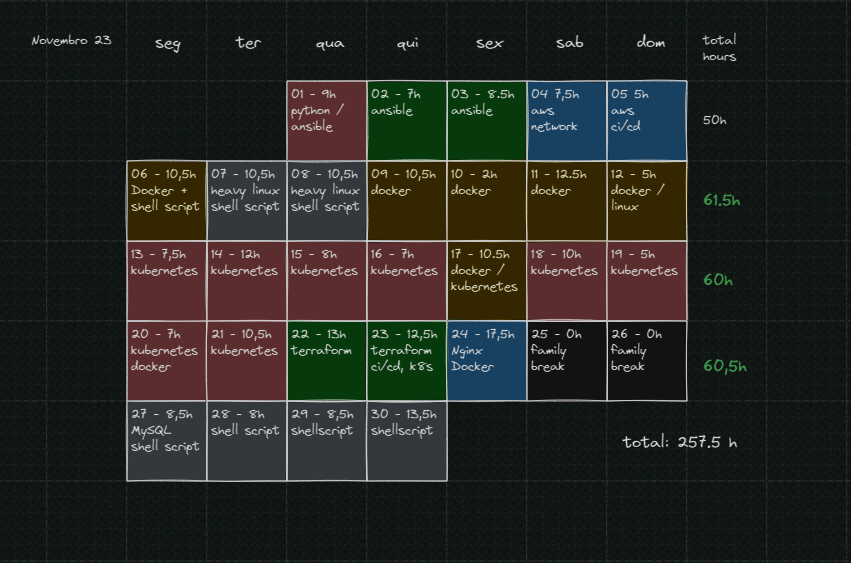 Novembro 23
seg ter qua qui sex sab dom
total
hours
01 - 9h
python /
ansible
02 - 7h
ansible
03 - 8.5h
ansible
04 7,5h
aws
network
05 5h
aws
ci/cd
50h
06 - 10,5h
Docker +
shell script
07 - 10,5h
heavy linux
shell script
08 - 10,5h
heavy linux
shell script
09 - 10,5h
docker
10 - 2h
docker
11 - 12.5h
docker
12 - 5h
docker /
linux
61.5h
13 - 7,5h
kubernetes
14 - 12h
kubernetes
15 - 8h
kubernetes
16 - 7h
kubernetes
17 - 10.5h
docker /
kubernetes
18 - 10h
kubernetes
19 - 5h
kubernetes
60h
20 - 7h
kubernetes
docker
21 - 10,5h
kubernetes
22 - 13h
terraform
23 - 12,5h
terraform
ci/cd, k8s
24 - 17,5h
Nginx
Docker
25 - 0h
family
break
26 - 0h
family
break
60,5h
27 - 8,5h
MySQL
shell script
28 - 8h
shell script
29 - 8,5h
shellscript
30 - 13,5h
shellscript
total: 257.5 h